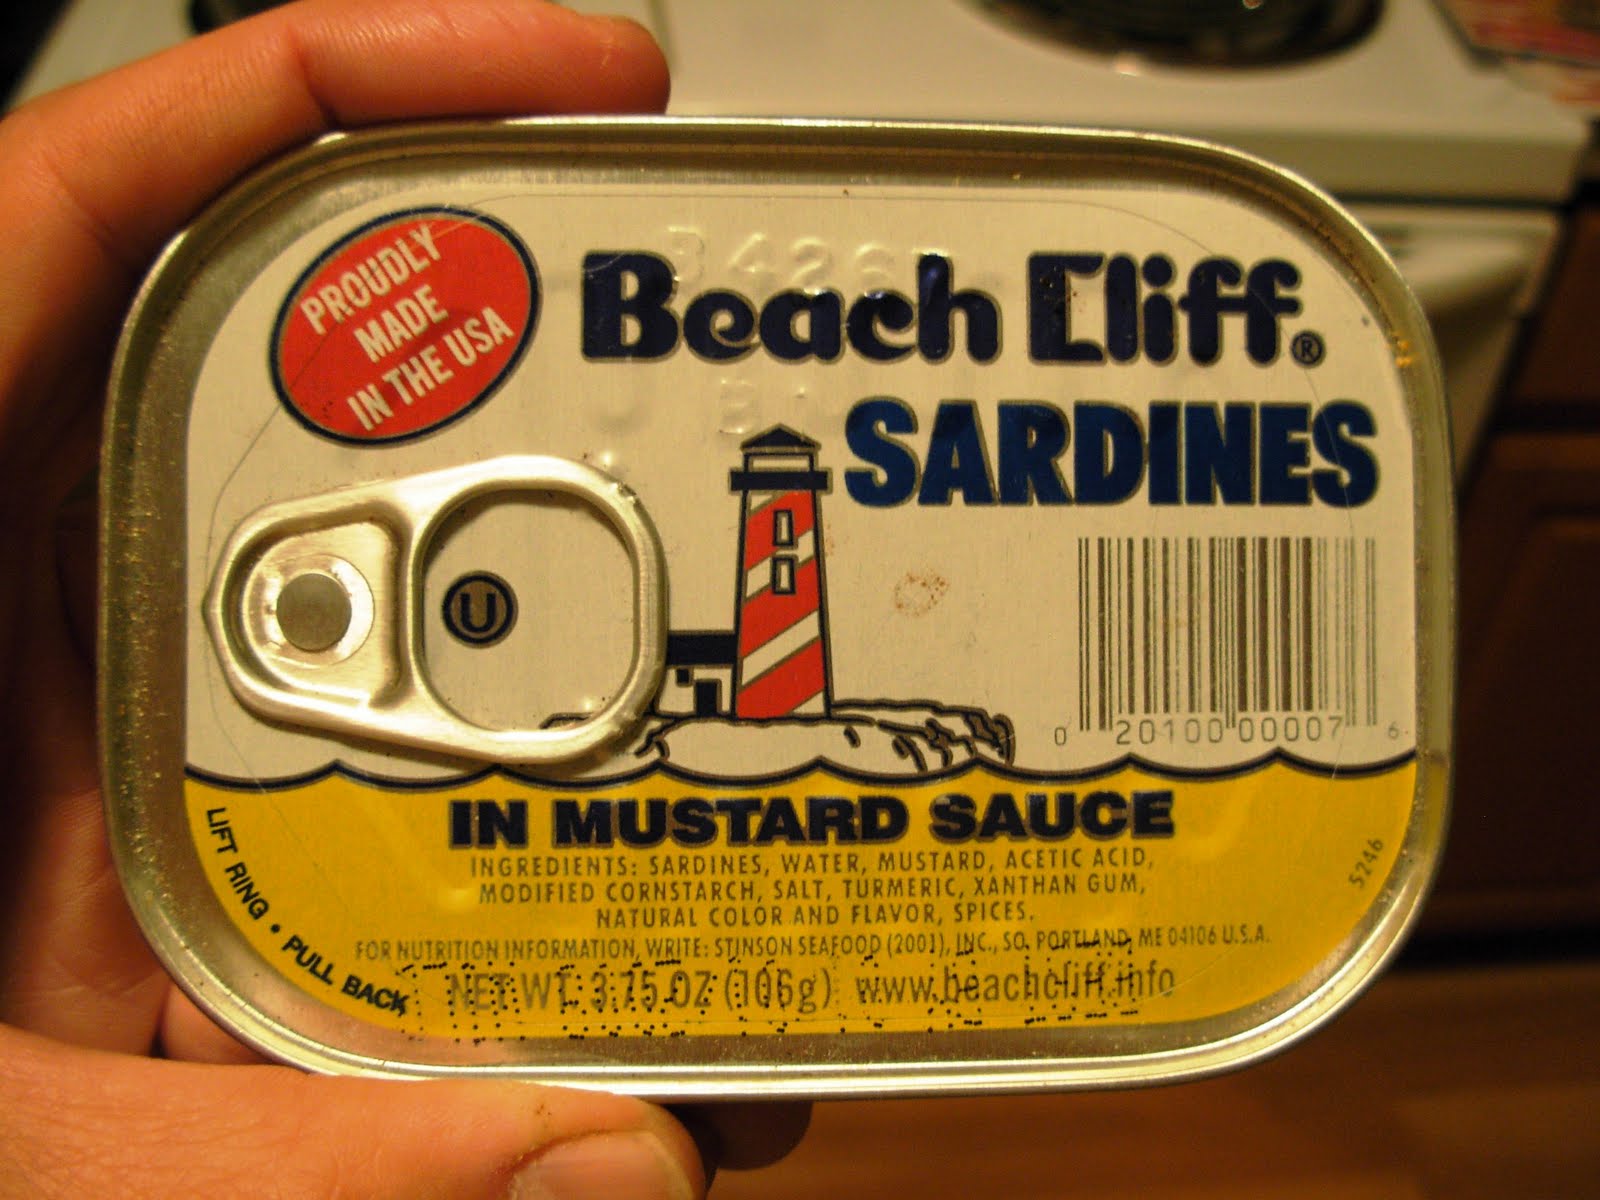 PROUDLY
MADE
IN THE USA
Beach Cliff®
SARDINES
U
0 20100 00007 6
IN MUSTARD SAUCE
INGREDIENTS: SARDINES, WATER, MUSTARD, ACETIC ACID,
MODIFIED CORNSTARCH, SALT, TURMERIC, XANTHAN GUM,
NATURAL COLOR AND FLAVOR, SPICES.
FOR NUTRITION INFORMATION, WRITE: STINSON SEAFOOD (2001), INC., SO. PORTLAND, ME 04106 U.S.A.
NET WT. 3.75 OZ (106g) www.beachcliff.info
LIFT RING • PULL BACK
5246